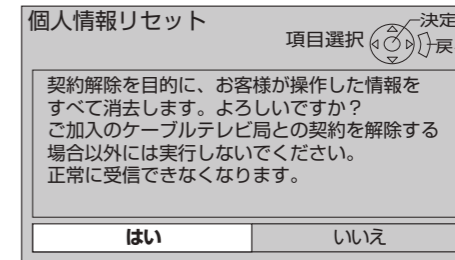 個人情報リセット
項目選択
決定
戻
契約解除を目的に、お客様が操作した情報を
すべて消去します。よろしいですか？
ご加入のケーブルテレビ局との契約を解除する
場合以外には実行しないでください。
正常に受信できなくなります。
はい
いいえ